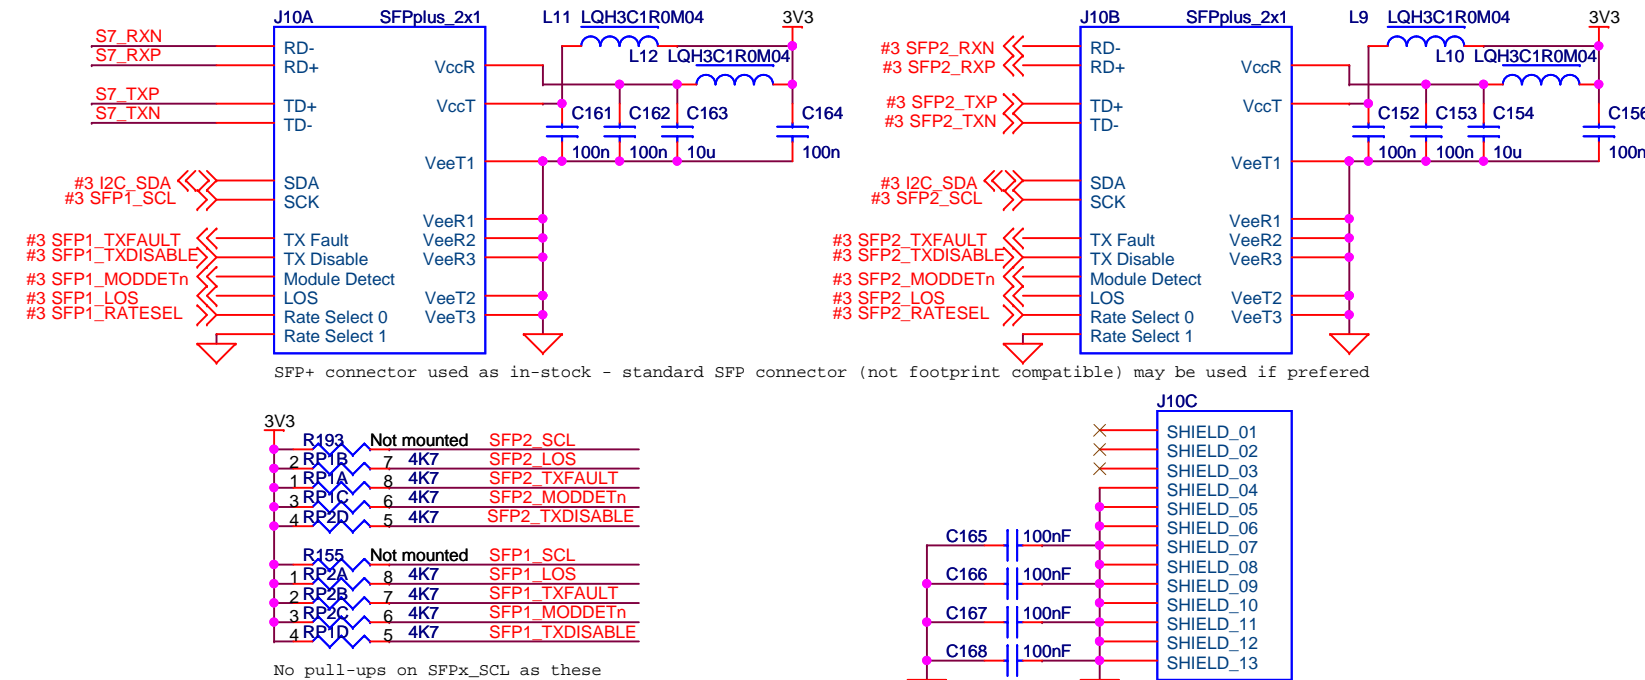 J10A SFPplus_2x1 L11 LQH3C1R0M04 3V3
S7_RXN RD-
S7_RXP RD+ VccR L12 LQH3C1R0M04
S7_TXP TD+ VccT
S7_TXN TD- C161 C162 C163 C164
VeeT1 100n 100n 10u 100n
#3 I2C_SDA SDA
#3 SFP1_SCL SCK
VeeR1
#3 SFP1_TXFAULT TX Fault VeeR2
#3 SFP1_TXDISABLE TX Disable VeeR3
#3 SFP1_MODDETn Module Detect
#3 SFP1_LOS LOS VeeT2
#3 SFP1_RATESEL Rate Select 0 VeeT3
Rate Select 1
J10B SFPplus_2x1 L9 LQH3C1R0M04 3V3
#3 SFP2_RXN RD-
#3 SFP2_RXP RD+ VccR L10 LQH3C1R0M04
#3 SFP2_TXP TD+ VccT
#3 SFP2_TXN TD- C152 C153 C154 C156
VeeT1 100n 100n 10u 100n
#3 I2C_SDA SDA
#3 SFP2_SCL SCK
VeeR1
#3 SFP2_TXFAULT TX Fault VeeR2
#3 SFP2_TXDISABLE TX Disable VeeR3
#3 SFP2_MODDETn Module Detect
#3 SFP2_LOS LOS VeeT2
#3 SFP2_RATESEL Rate Select 0 VeeT3
Rate Select 1
SFP+ connector used as in-stock - standard SFP connector (not footprint compatible) may be used if prefered
3V3
R193 Not mounted SFP2_SCL
2 RP1B 7 4K7 SFP2_LOS
1 RP1A 8 4K7 SFP2_TXFAULT
3 RP1C 6 4K7 SFP2_MODDETn
4 RP2D 5 4K7 SFP2_TXDISABLE
R155 Not mounted SFP1_SCL
1 RP2A 8 4K7 SFP1_LOS
2 RP2B 7 4K7 SFP1_TXFAULT
3 RP2C 6 4K7 SFP1_MODDETn
4 RP1D 5 4K7 SFP1_TXDISABLE
No pull-ups on SFPx_SCL as these
J10C
SHIELD_01
SHIELD_02
SHIELD_03
SHIELD_04
SHIELD_05
SHIELD_06
C165 100nF SHIELD_07
SHIELD_08
C166 100nF SHIELD_09
SHIELD_10
C167 100nF SHIELD_11
SHIELD_12
C168 100nF SHIELD_13